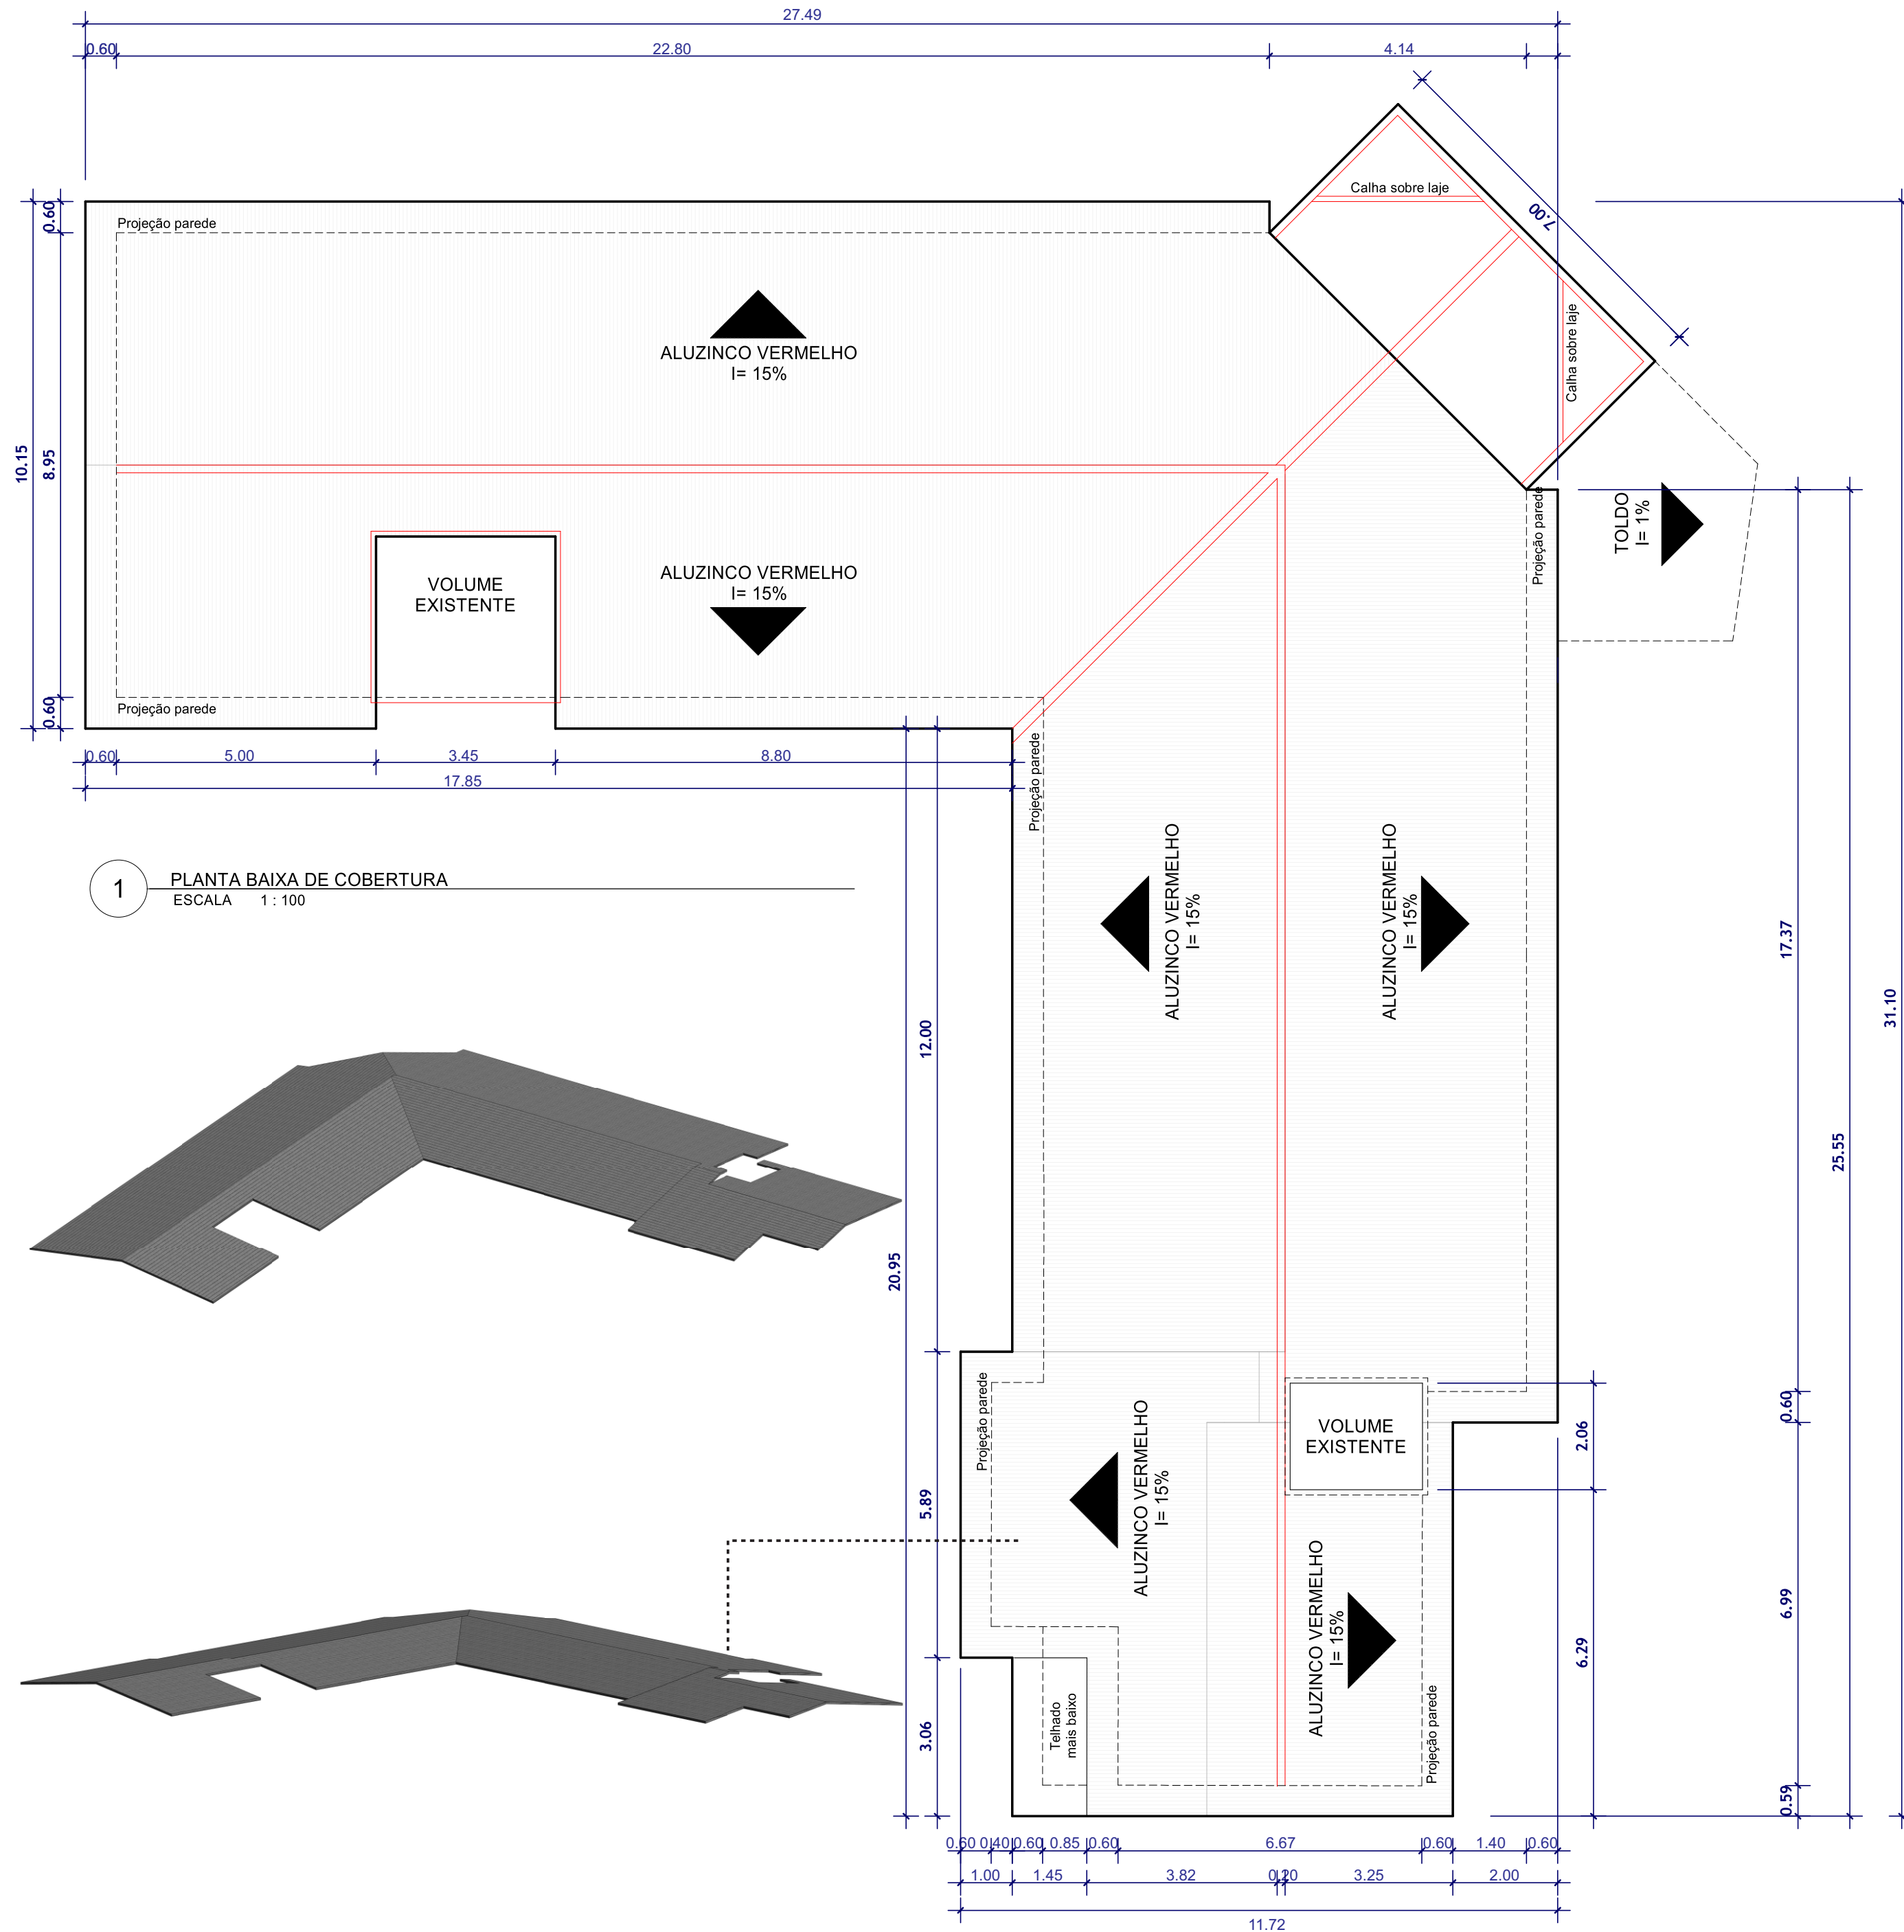 27.49
0.60
22.80
4.14
7.00
Calha sobre laje
Calha sobre laje
Projeção parede
0.60
10.15
8.95
0.60
ALUZINCO VERMELHO
I= 15%
VOLUME
EXISTENTE
ALUZINCO VERMELHO
I= 15%
Projeção parede
Projeção parede
TOLDO
I= 1%
0.60
5.00
3.45
8.80
17.85
Projeção parede
1
PLANTA BAIXA DE COBERTURA
ESCALA 1 : 100
ALUZINCO VERMELHO
I= 15%
ALUZINCO VERMELHO
I= 15%
12.00
20.95
5.89
3.06
17.37
25.55
31.10
0.60
2.06
6.99
6.29
0.59
Projeção parede
VOLUME
EXISTENTE
ALUZINCO VERMELHO
I= 15%
ALUZINCO VERMELHO
I= 15%
Telhado
mais baixo
Projeção parede
0.60 0.40 0.60 0.85 0.60 6.67 0.60 1.40 0.60
1.00 1.45 3.82 0.20 3.25 2.00
11.72